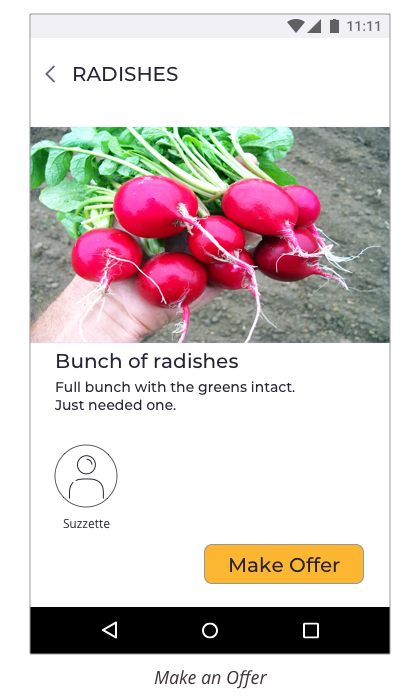 11:11
RADISHES
Bunch of radishes
Full bunch with the greens intact.
Just needed one.
Suzzette
Make Offer
Make an Offer